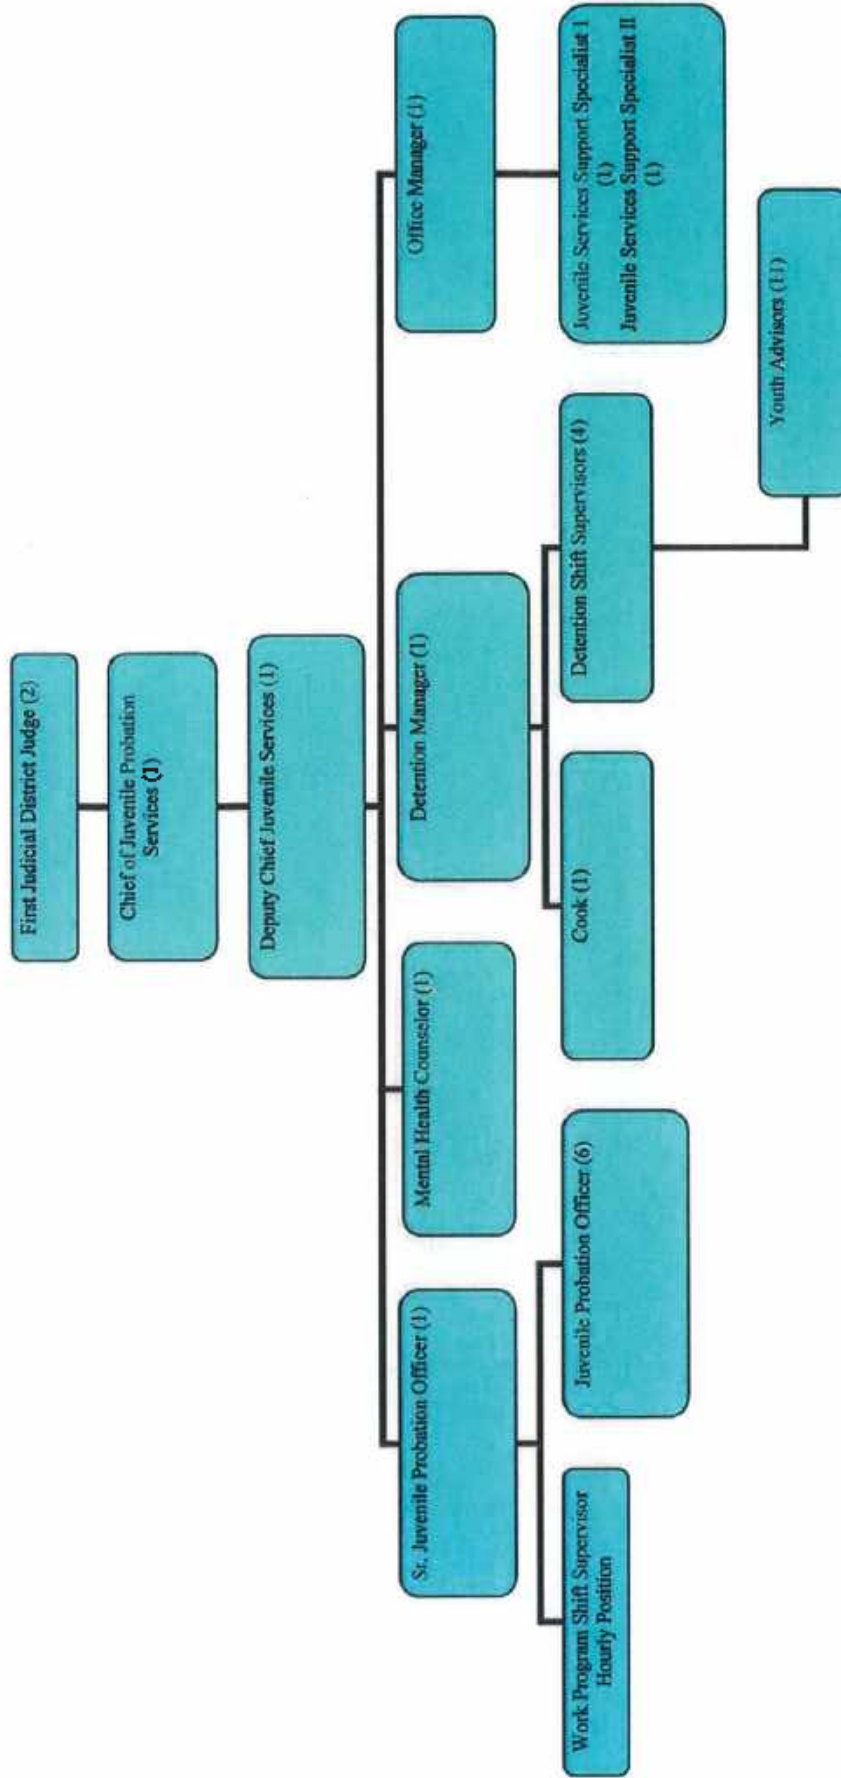 First Judicial District Judge (2)
Chief of Juvenile Probation
Services (1)
Deputy Chief Juvenile Services (1)
Sr. Juvenile Probation Officer (1)
Mental Health Counselor (1)
Detention Manager (1)
Office Manager (1)
Work Program Shift Supervisor
Hourly Position
Juvenile Probation Officer (6)
Cook (1)
Detention Shift Supervisors (4)
Juvenile Services Support Specialist I
(1)
Juvenile Services Support Specialist II
(1)
Youth Advisors (11)